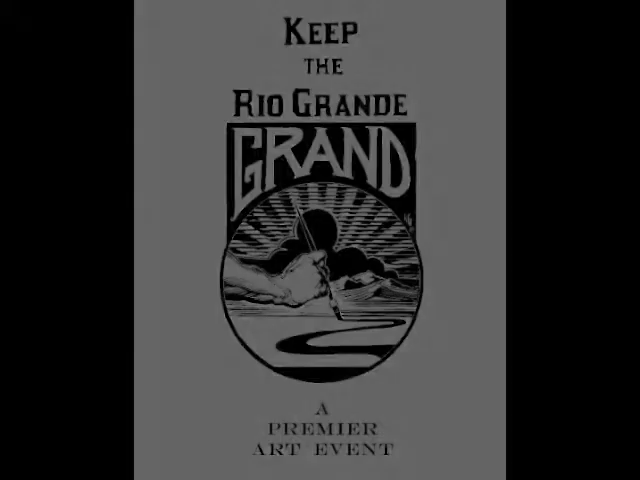 KEEP
THE
RIO GRANDE
GRAND
A
PREMIER
ART EVENT